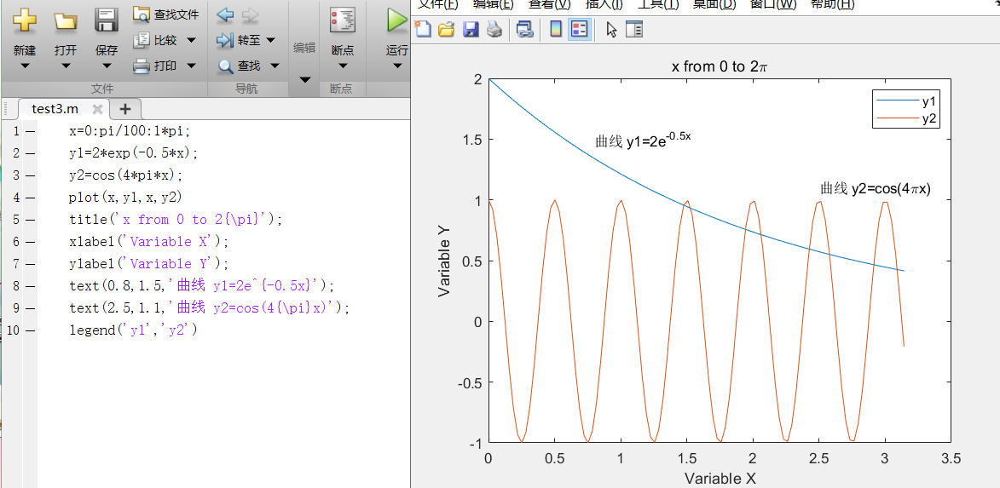 新建
打开
保存
查找文件
比较
打印
文件
转至
查找
导航
编辑
断点
断点
运行
test3.m
1 — x=0:pi/100:1*pi;
2 — y1=2*exp(-0.5*x);
3 — y2=cos(4*pi*x);
4 — plot(x,y1,x,y2)
5 — title('x from 0 to 2{\pi}');
6 — xlabel('Variable X');
7 — ylabel('Variable Y');
8 — text(0.8,1.5,'曲线 y1=2e^{-0.5x}');
9 — text(2.5,1.1,'曲线 y2=cos(4{\pi}x)');
10 — legend('y1','y2')
文件(F) 编辑(E) 查看(V) 插入(I) 工具(T) 桌面(D) 窗口(W) 帮助(H)
x from 0 to 2π
y1
y2
曲线 y1=2e^-0.5x
曲线 y2=cos(4πx)
2
1.5
1
0.5
0
-0.5
-1
Variable Y
0 0.5 1 1.5 2 2.5 3 3.5
Variable X